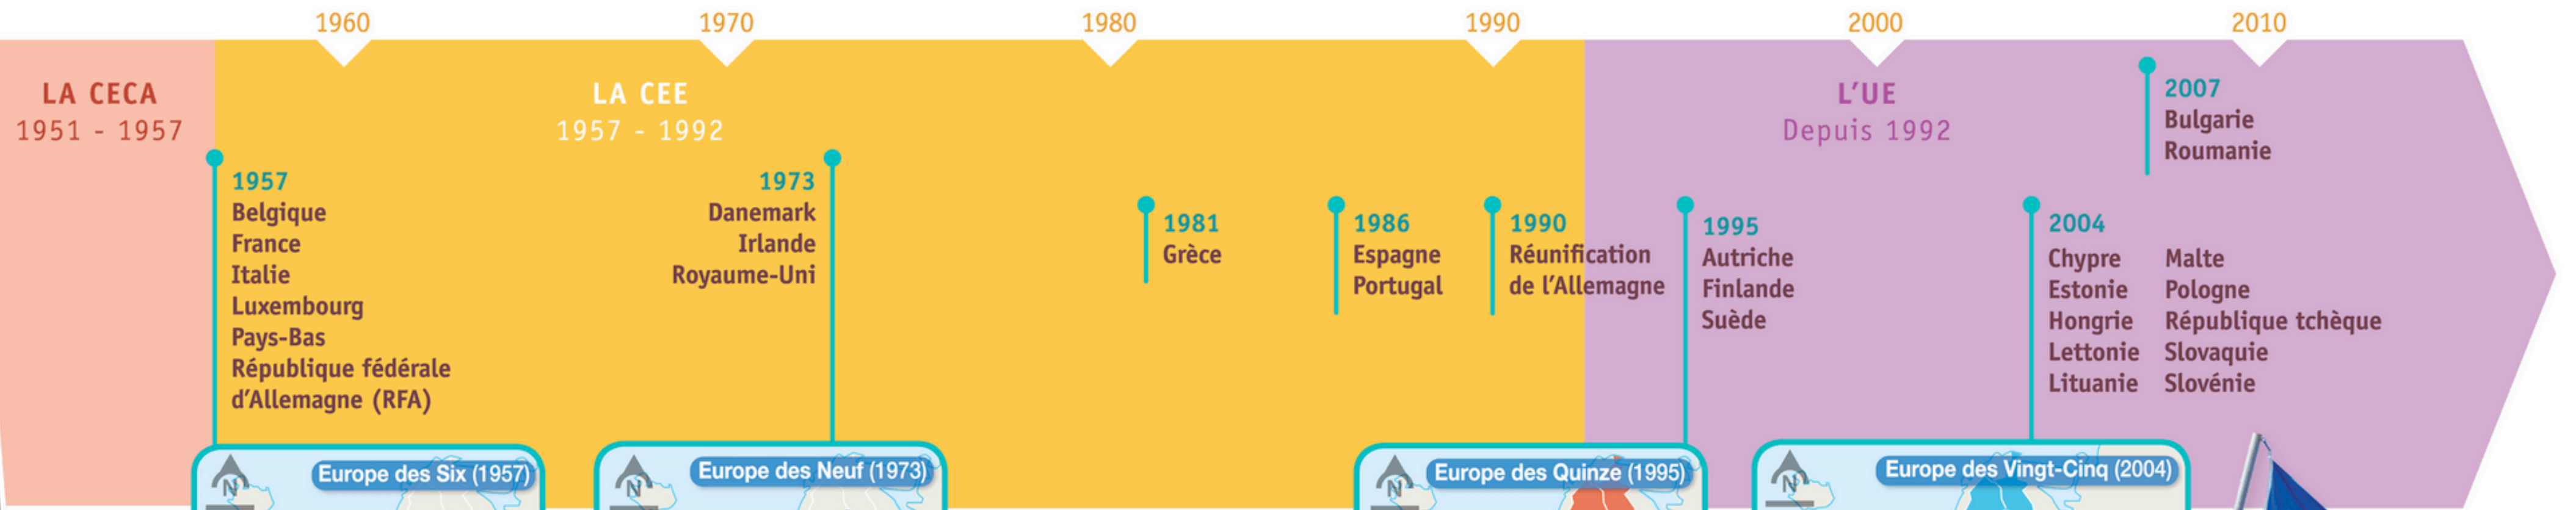 1960
1970
1980
1990
2000
2010
LA CECA
1951 - 1957
LA CEE
1957 - 1992
L'UE
Depuis 1992
1957
Belgique
France
Italie
Luxembourg
Pays-Bas
République fédérale
d'Allemagne (RFA)
1973
Danemark
Irlande
Royaume-Uni
1981
Grèce
1986
Espagne
Portugal
1990
Réunification
de l'Allemagne
1995
Autriche
Finlande
Suède
2004
Chypre
Estonie
Hongrie
Lettonie
Lituanie
Malte
Pologne
République tchèque
Slovaquie
Slovénie
2007
Bulgarie
Roumanie
N
Europe des Six (1957)
N
Europe des Neuf (1973)
N
Europe des Quinze (1995)
N
Europe des Vingt-Cinq (2004)